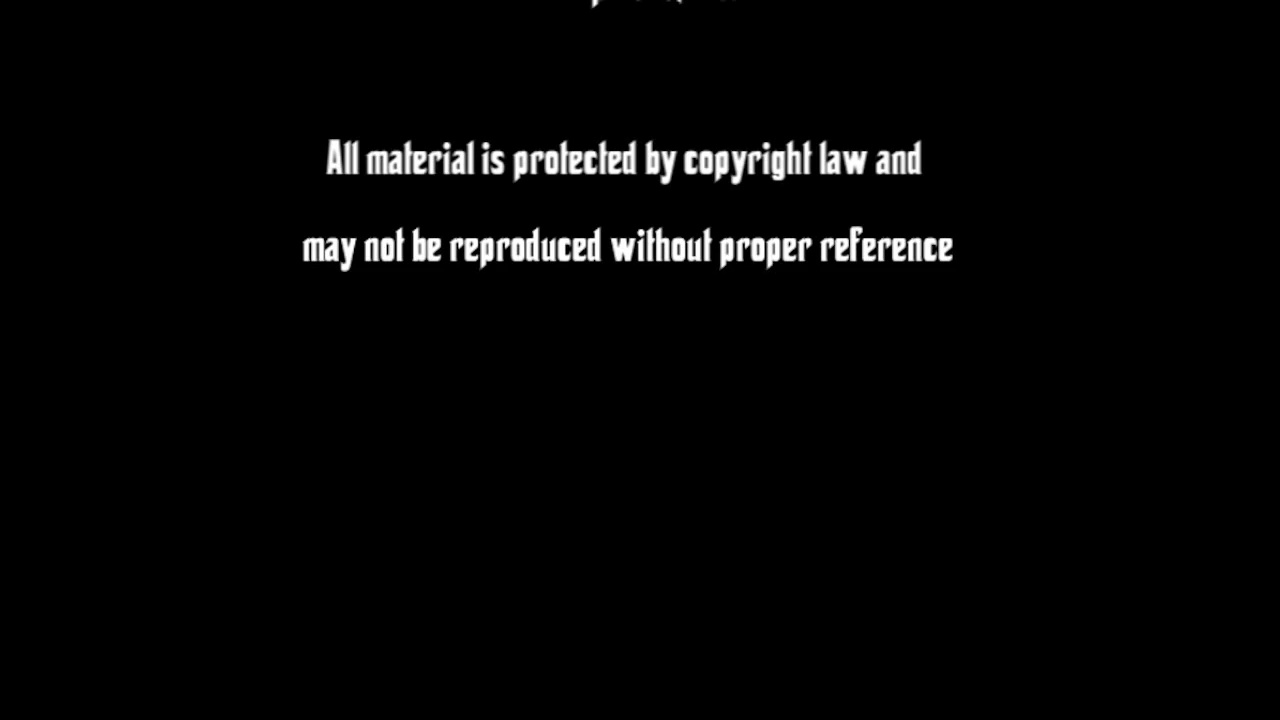 All material is protected by copyright law and
may not be reproduced without proper reference